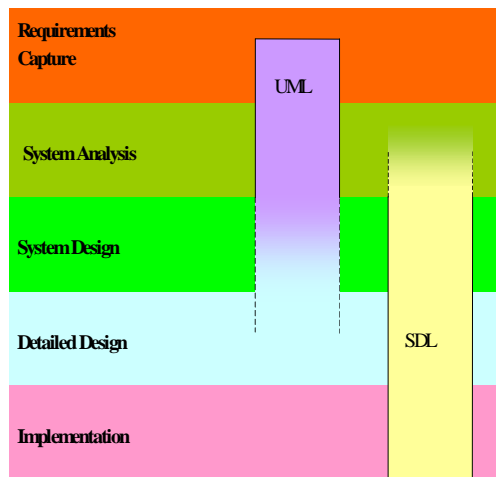 Requirements
Capture
UML
System Analysis
System Design
Detailed Design
SDL
Implementation